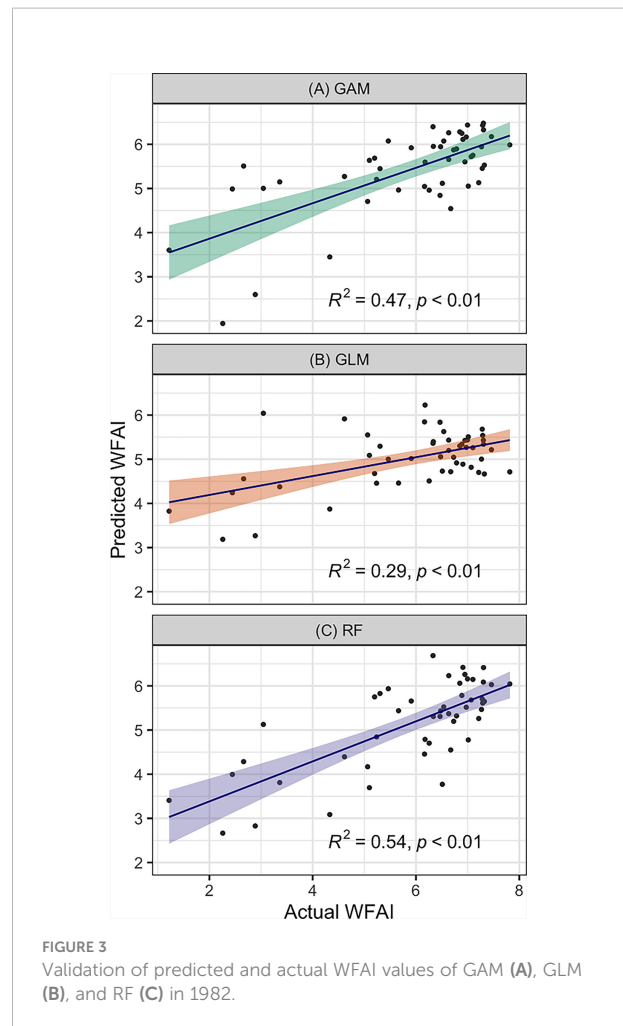 (A) GAM
6
5
4
3
2
R² = 0.47, p < 0.01
(B) GLM
6
5
4
3
2
R² = 0.29, p < 0.01
(C) RF
6
5
4
3
2
R² = 0.54, p < 0.01
Predicted WFAI
2 4 6 8
Actual WFAI
FIGURE 3
Validation of predicted and actual WFAI values of GAM (A), GLM
(B), and RF (C) in 1982.